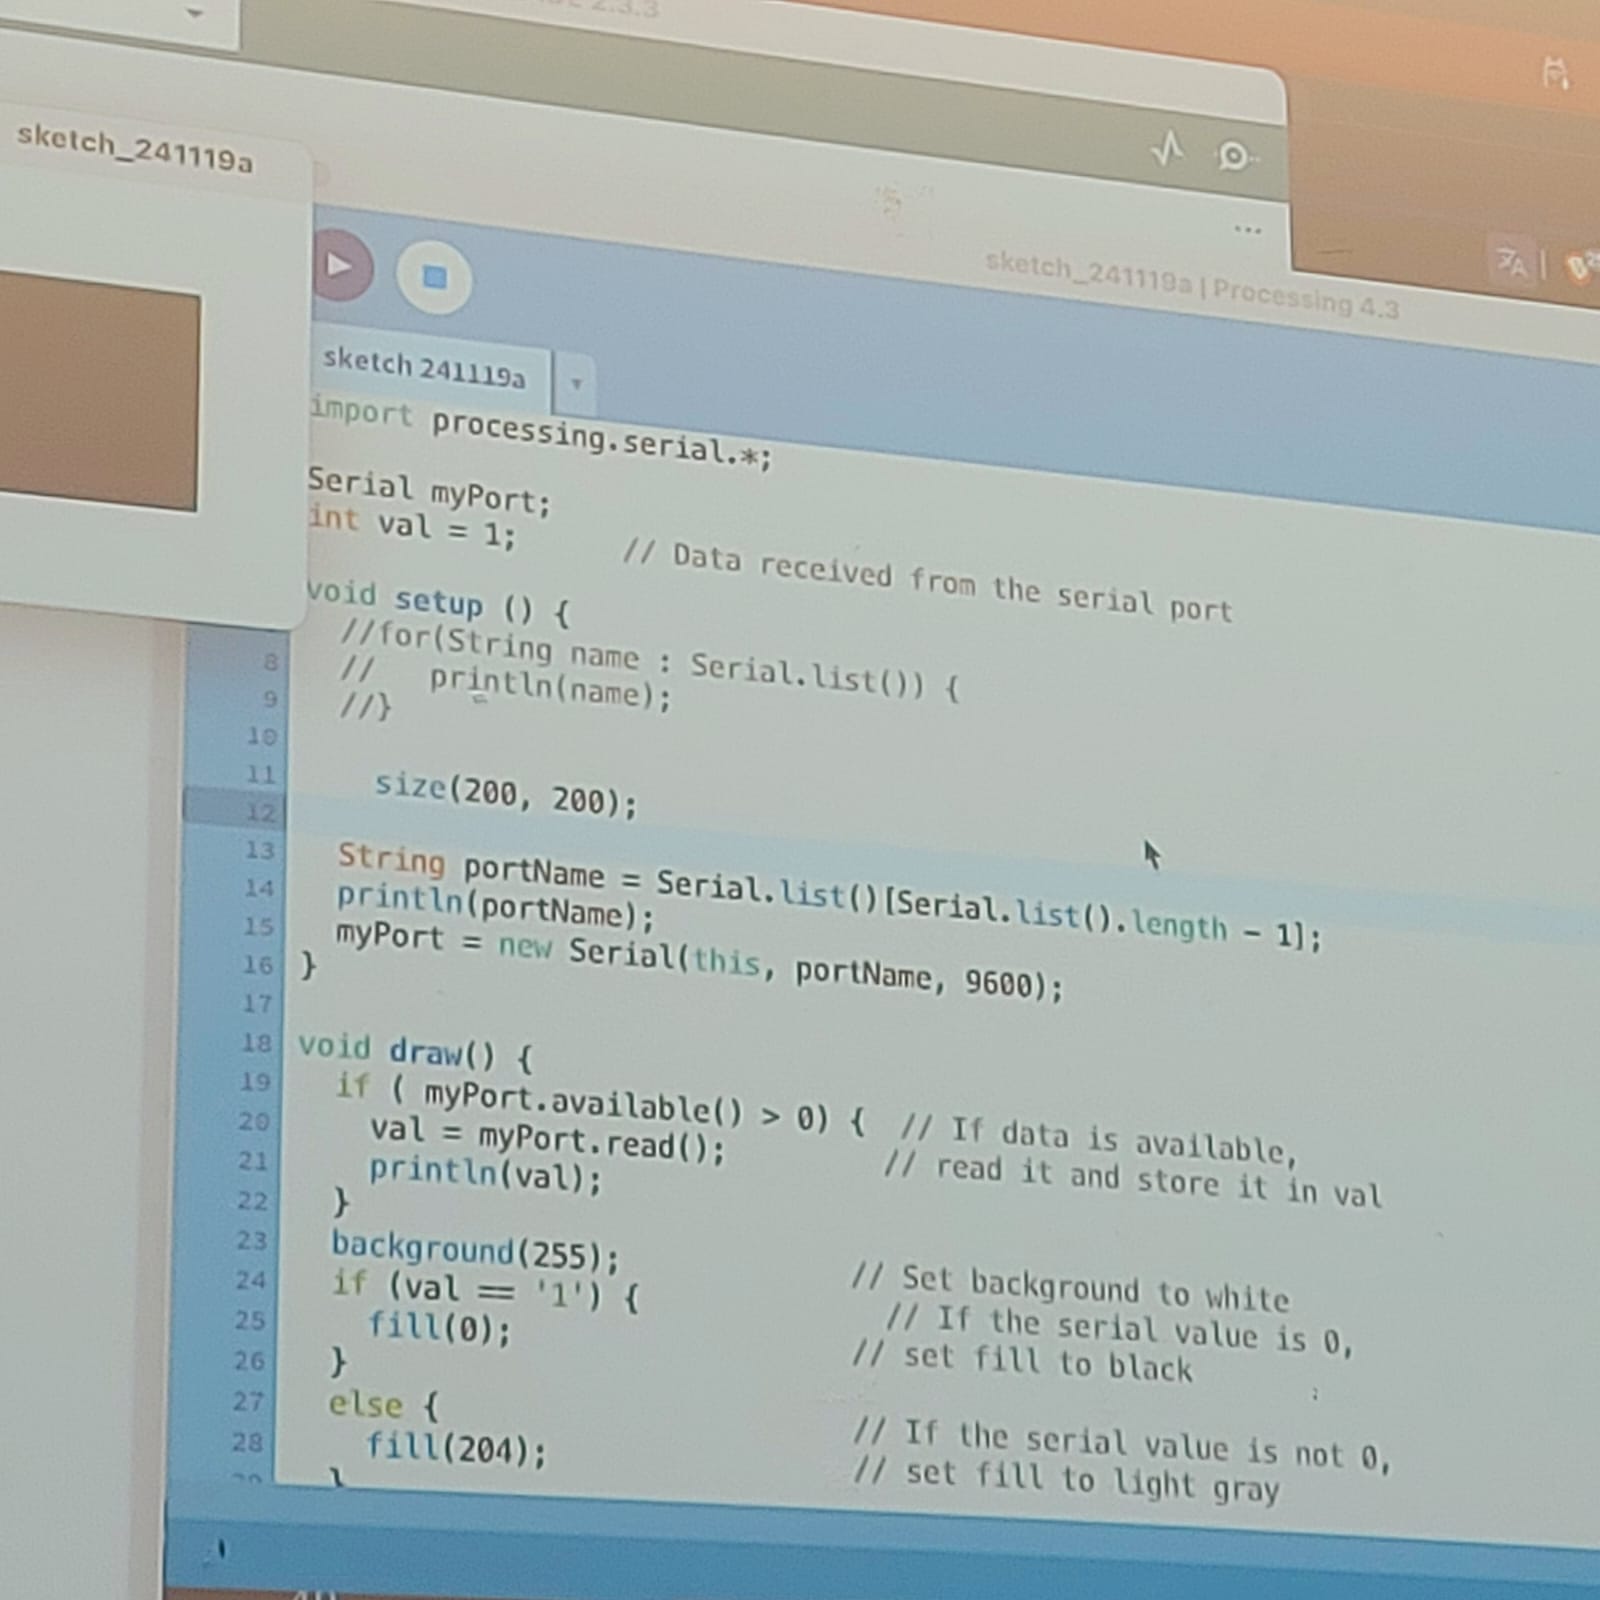 sketch_241119a
sketch_241119a | Processing 4.3
sketch 241119a
import processing.serial.*;
Serial myPort;
int val = 1; // Data received from the serial port
void setup () {
//for(String name : Serial.list()) {
8 // println(name);
9 //}
10
11 size(200, 200);
12
13 String portName = Serial.list()[Serial.list().length - 1];
14 println(portName);
15 myPort = new Serial(this, portName, 9600);
16 }
17
18 void draw() {
19 if ( myPort.available() > 0) { // If data is available,
20 val = myPort.read(); // read it and store it in val
21 println(val);
22 }
23 background(255); // Set background to white
24 if (val == '1') { // If the serial value is 0,
25 fill(0); // set fill to black
26 }
27 else { // If the serial value is not 0,
28 fill(204); // set fill to light gray
}